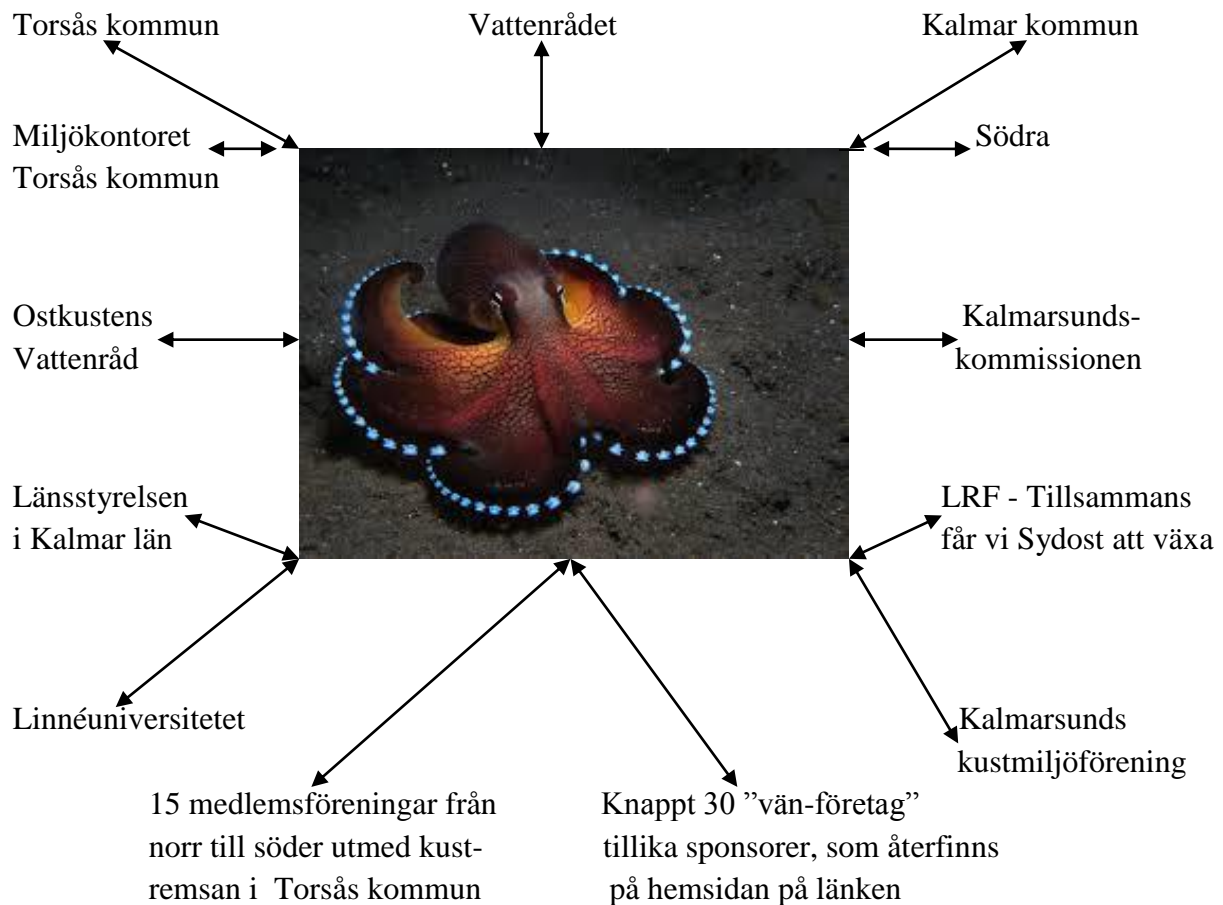 Torsås kommun
Vattenrådet
Kalmar kommun
Miljökontoret
Torsås kommun
Södra
Ostkustens
Vattenråd
Kalmarsunds-
kommissionen
Länsstyrelsen
i Kalmar län
LRF - Tillsammans
får vi Sydost att växa
Linnéuniversitetet
Kalmarsunds
kustmiljöförening
15 medlemsföreningar från
norr till söder utmed kust-
remsan i Torsås kommun
Knappt 30 ”vän-företag”
tillika sponsorer, som återfinns
på hemsidan på länken